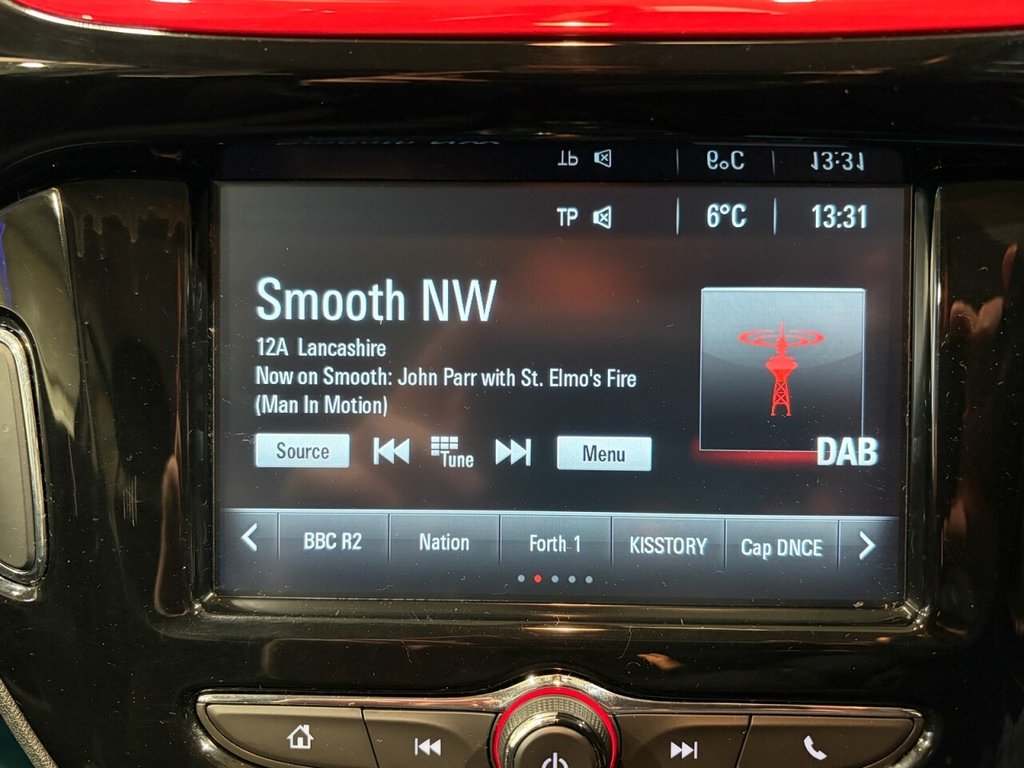 TP 6°C 13:31
Smooth NW
12A Lancashire
Now on Smooth: John Parr with St. Elmo's Fire
(Man In Motion)
Source Tune Menu
DAB
BBC R2 Nation Forth 1 KISSTORY Cap DNCE